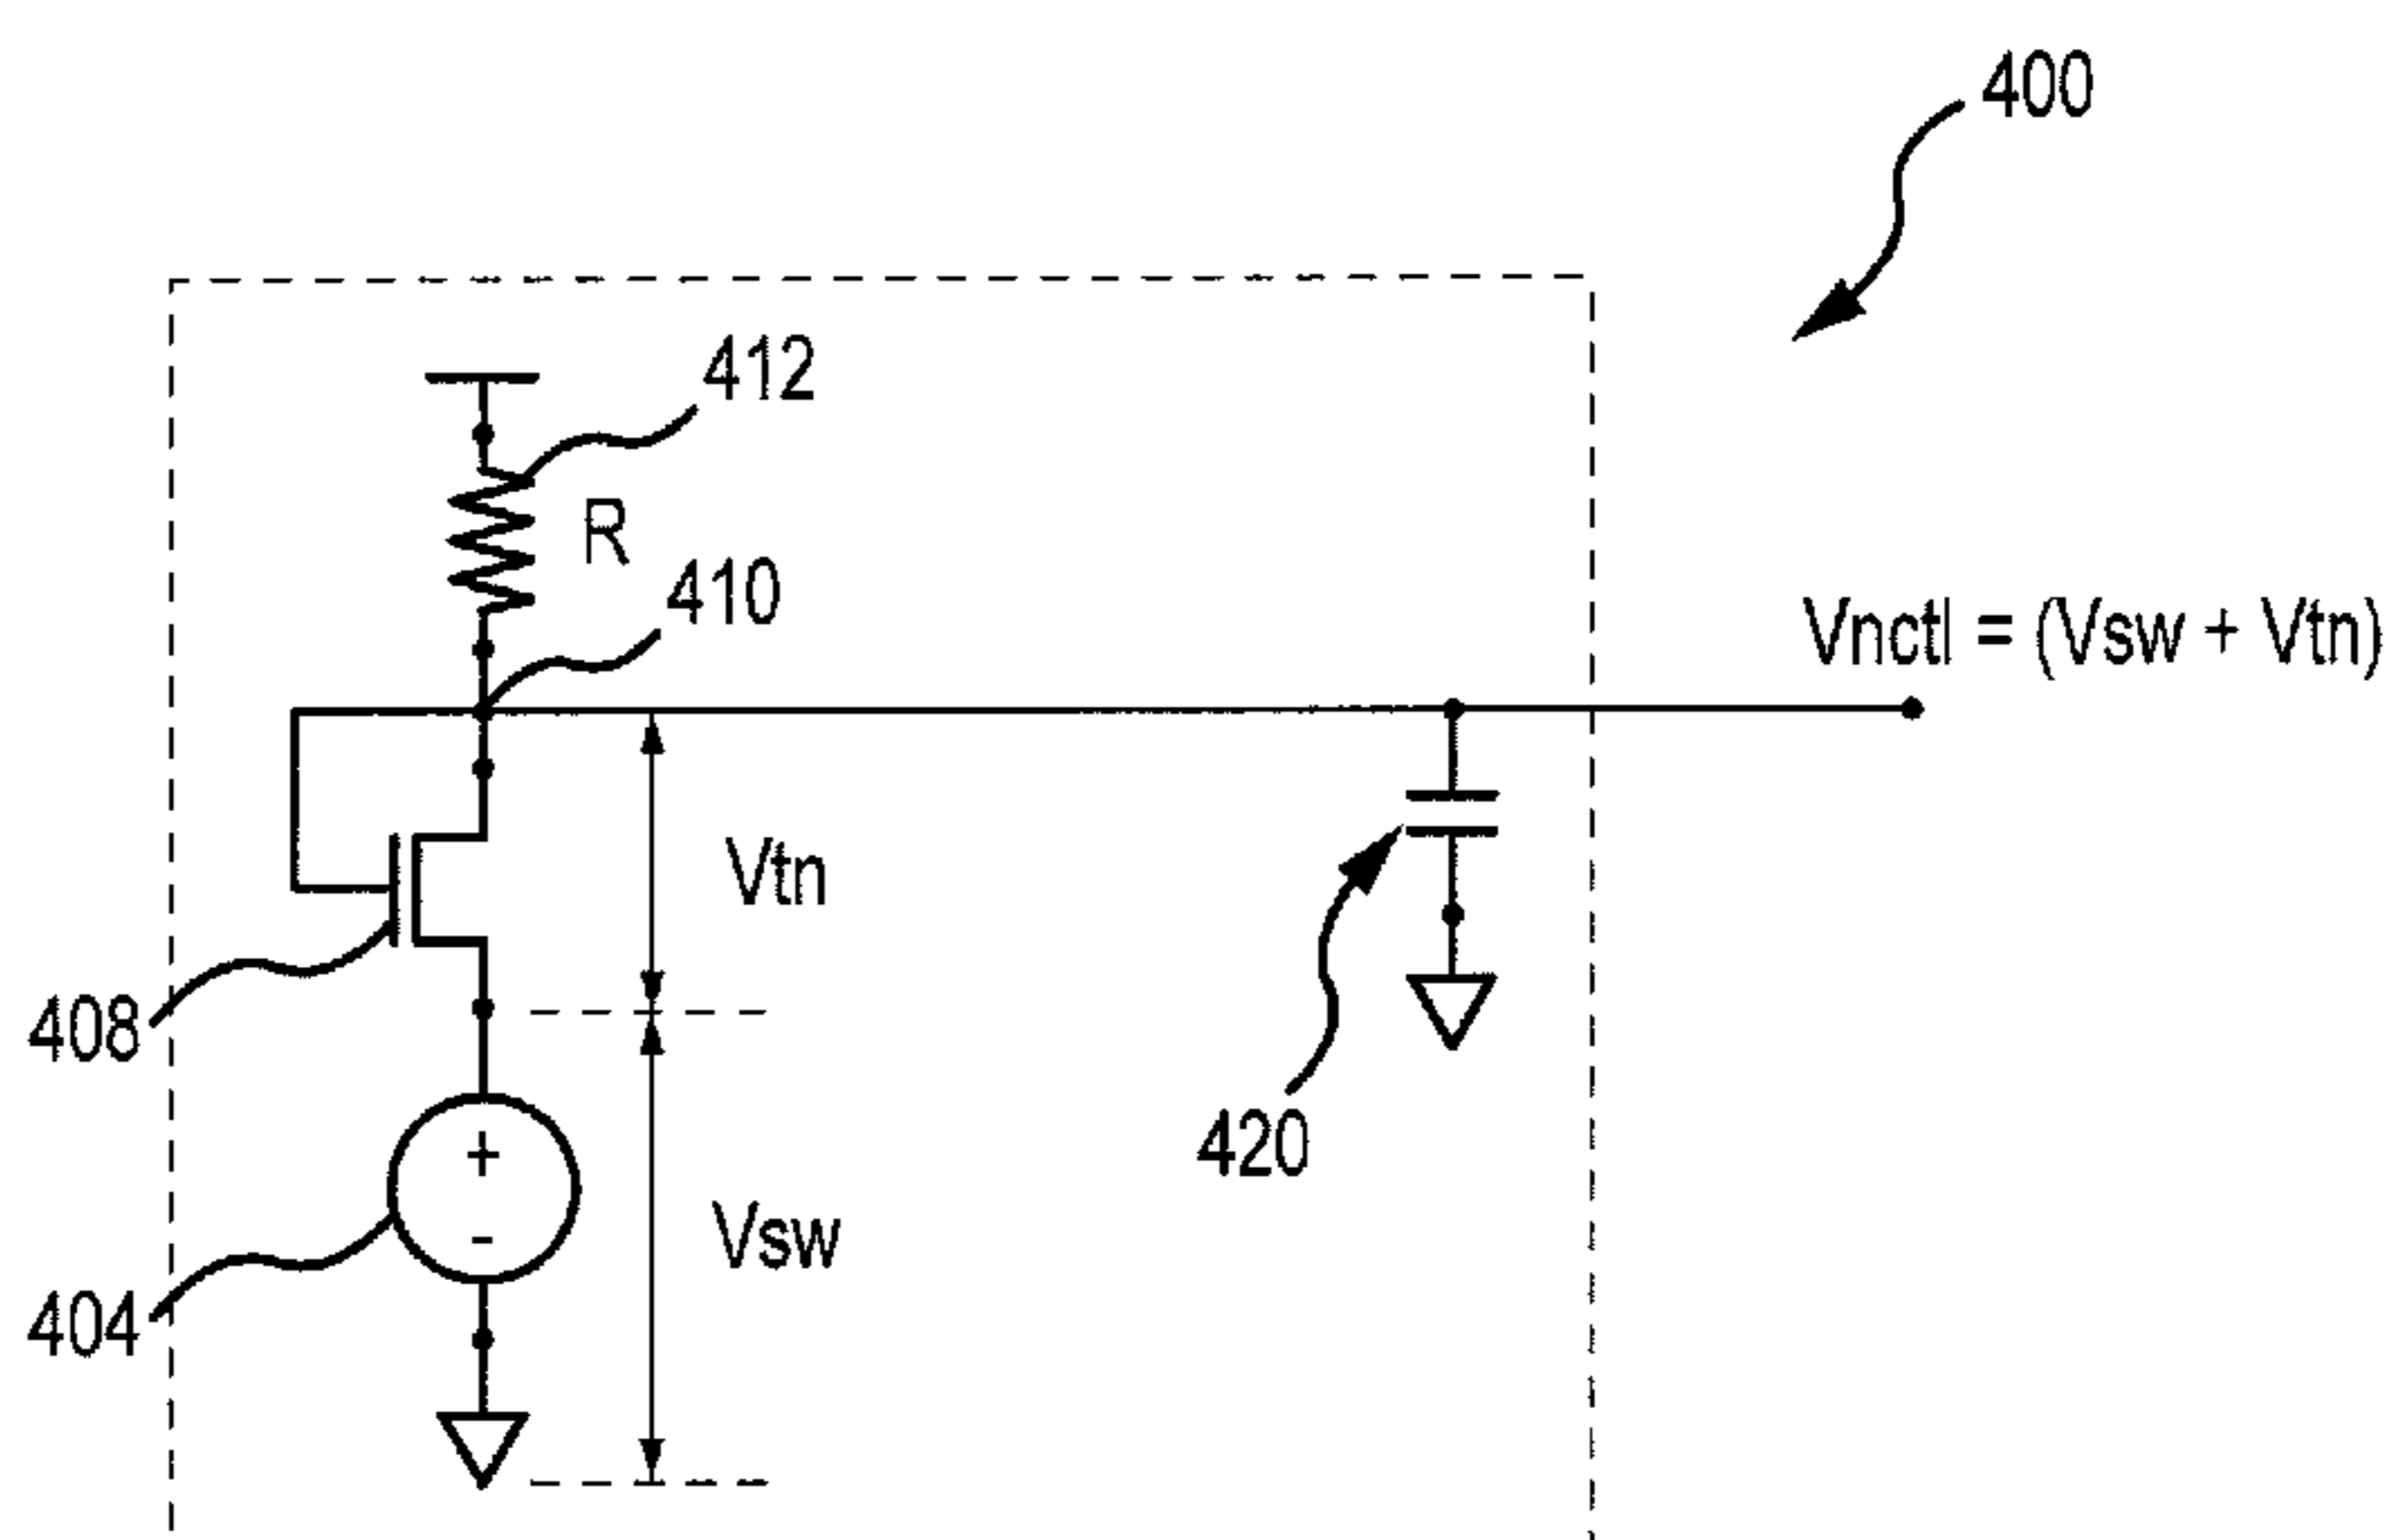 400
412
R
410
Vnctl = (Vsw + Vtn)
Vtn
408
420
+
-
Vsw
404